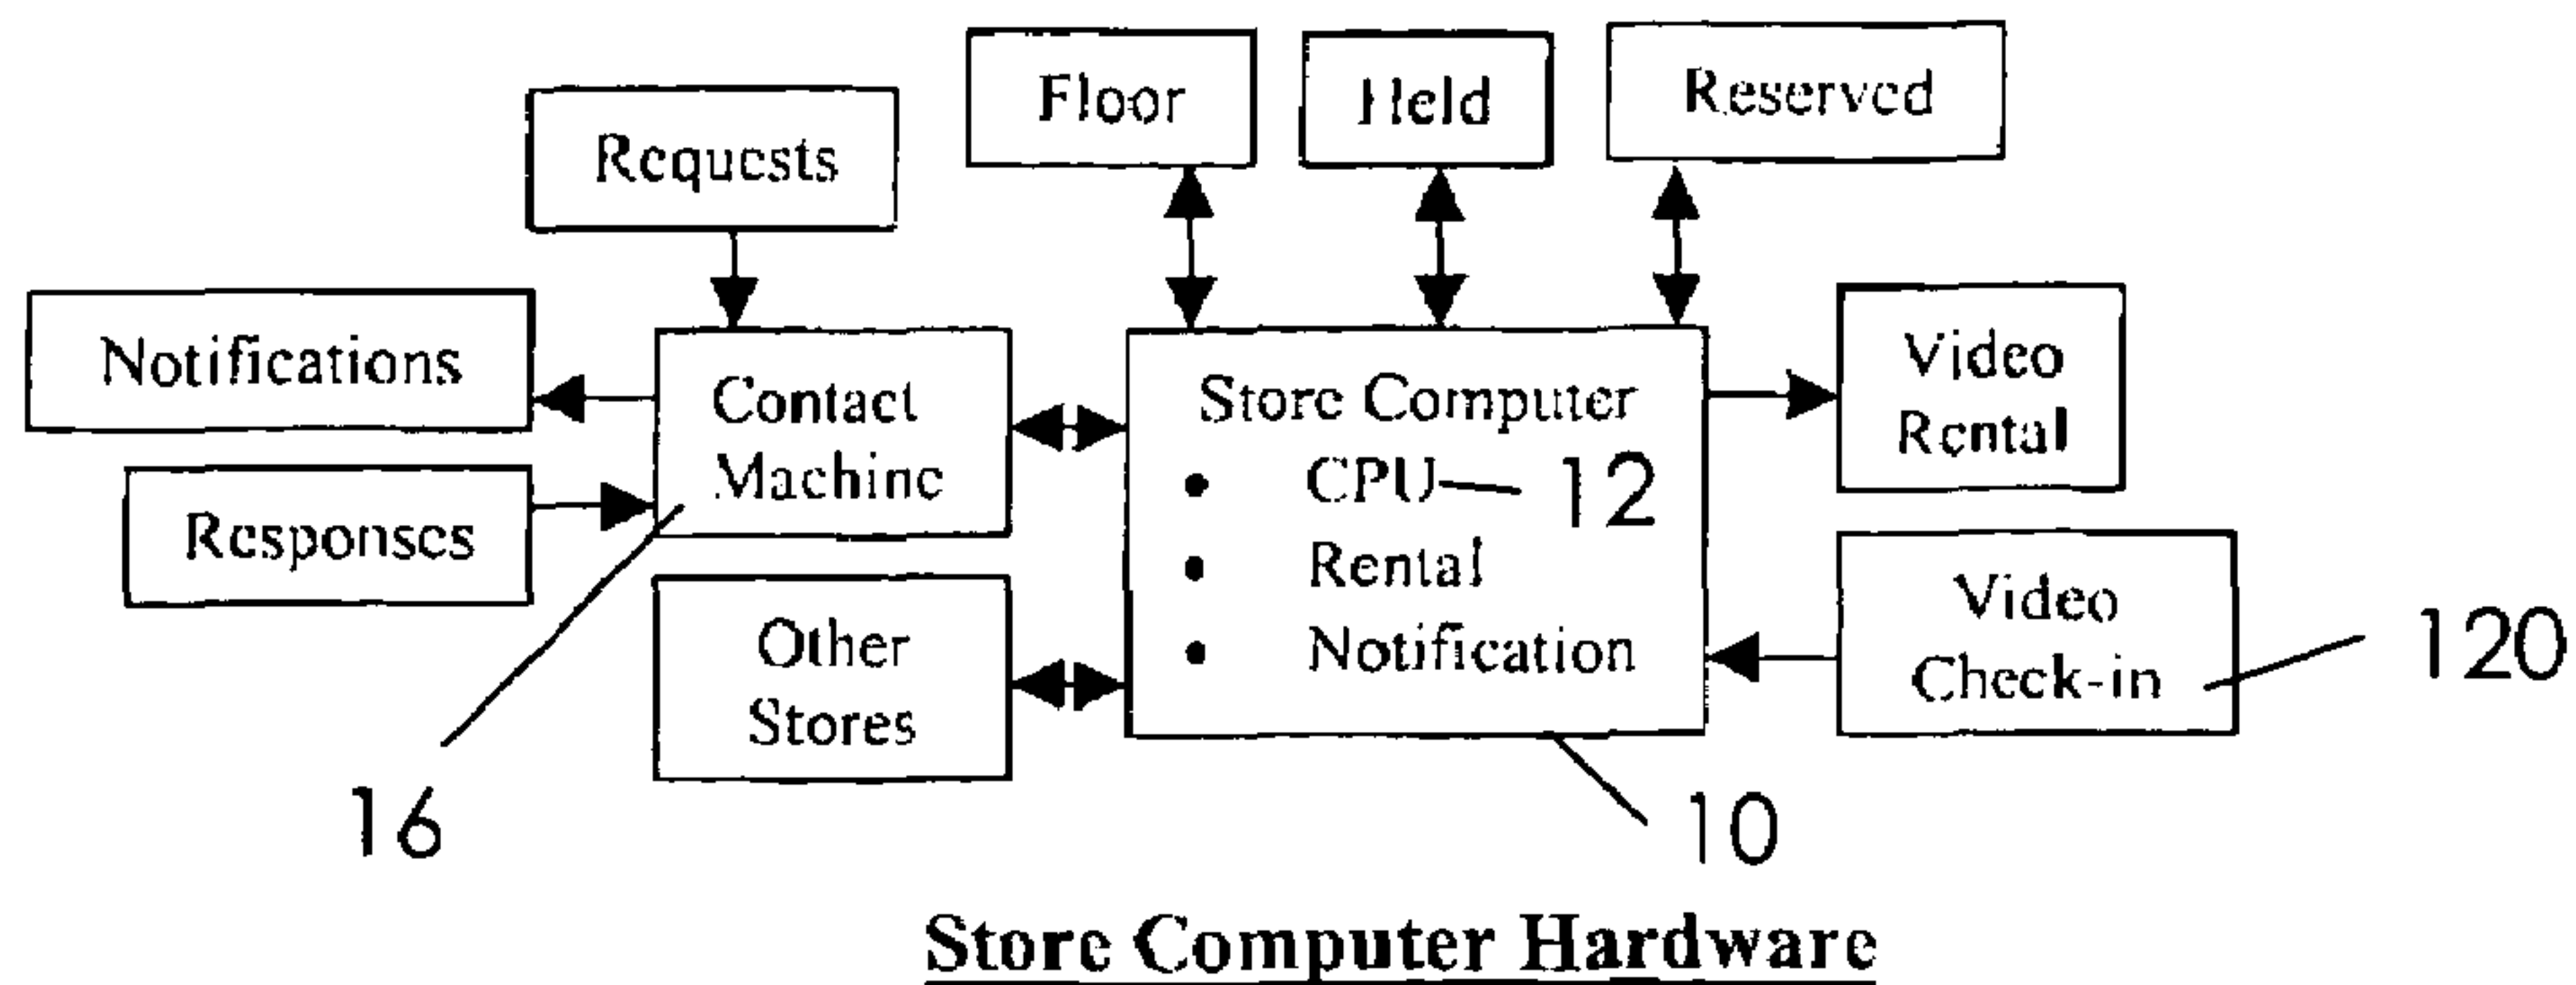 Floor
Held
Reserved
Requests
Notifications
Contact
Machine
Responses
Other
Stores
Store Computer
• CPU 12
• Rental
• Notification
Video
Rental
Video
Check-in
120
16
10
Store Computer Hardware